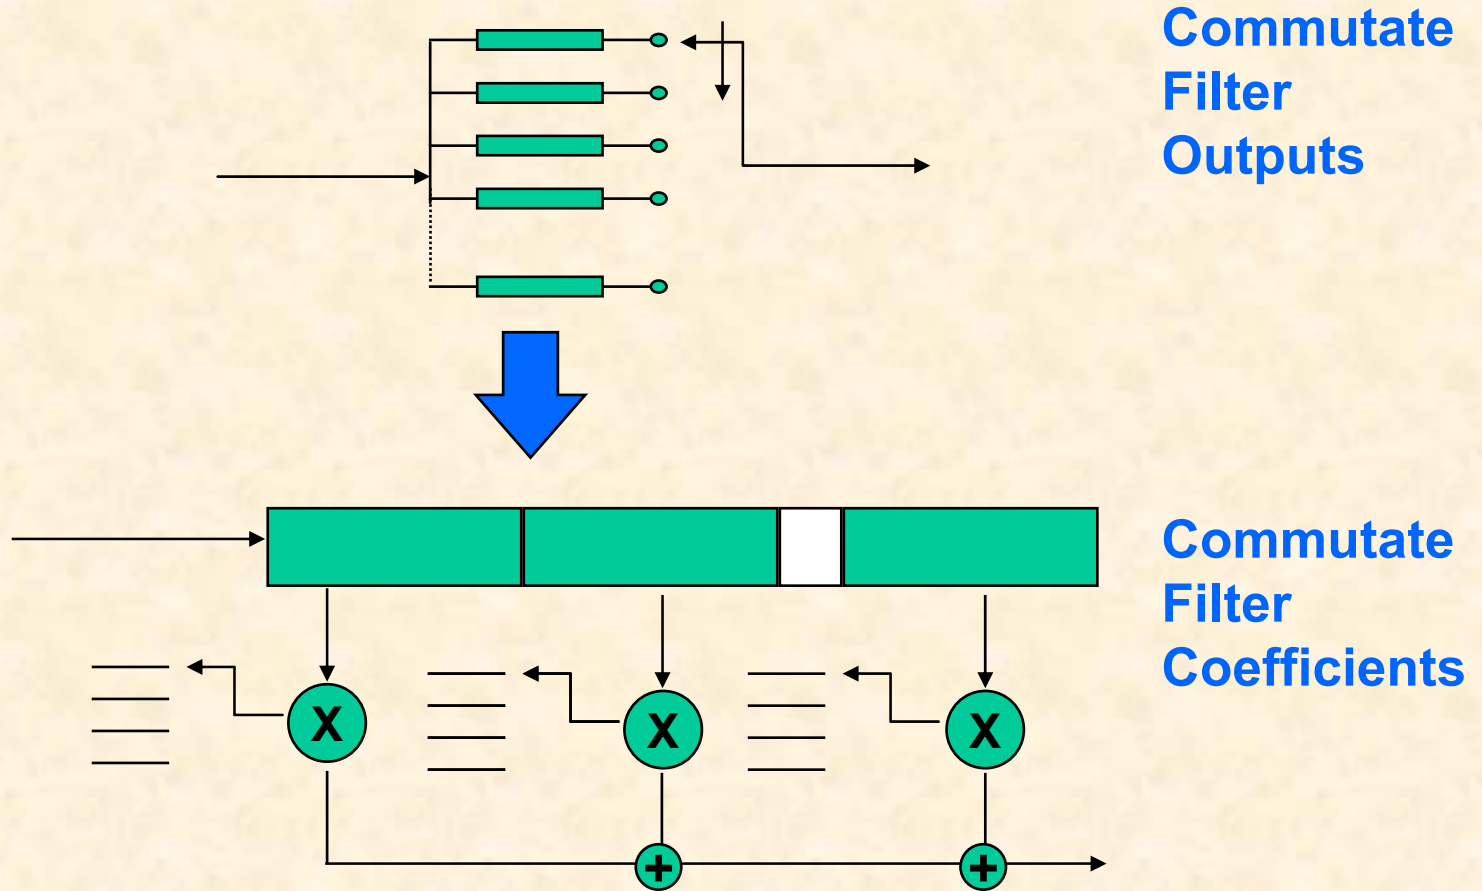 Commutate
Filter
Outputs
Commutate
Filter
Coefficients
X
X
X
+
+